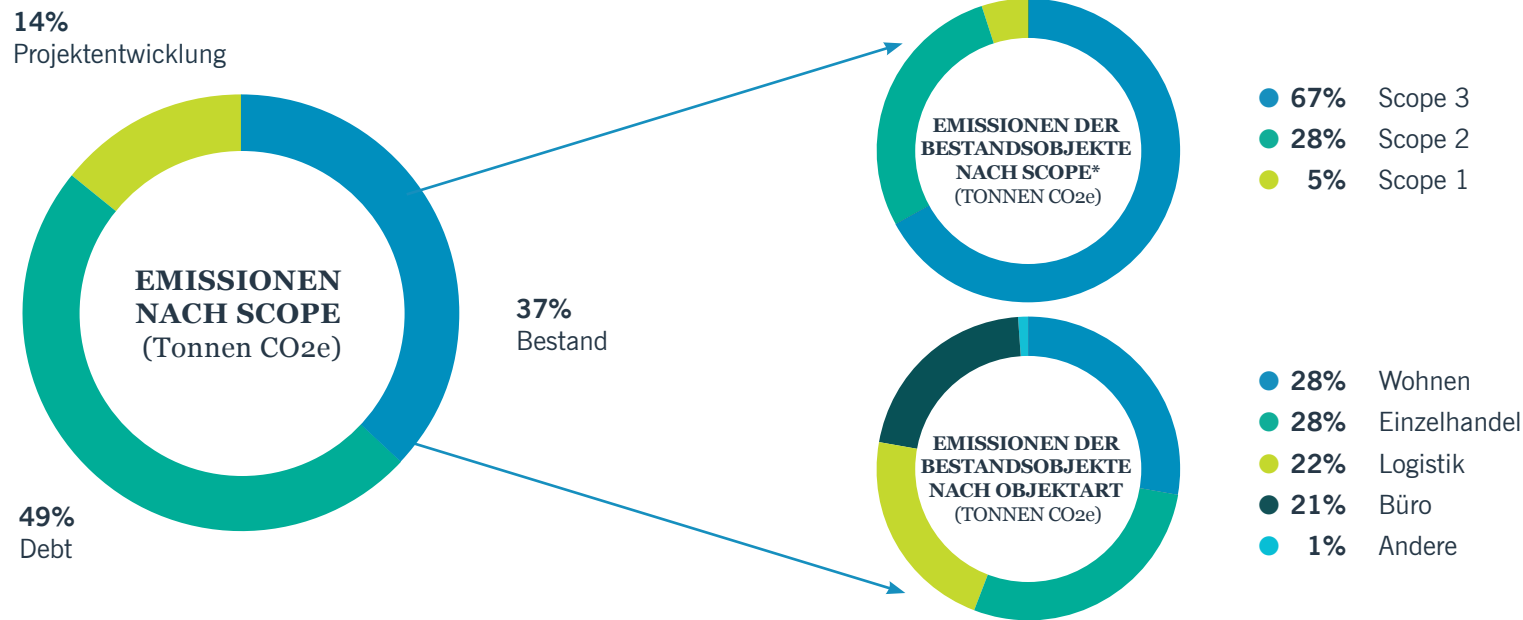 14%
Projektentwicklung
EMISSIONEN
NACH SCOPE
(Tonnen CO2e)
37%
Bestand
49%
Debt
EMISSIONEN DER
BESTANDSOBJEKTE
NACH SCOPE*
(TONNEN CO2e)
67% Scope 3
28% Scope 2
5% Scope 1
EMISSIONEN DER
BESTANDSOBJEKTE
NACH OBJEKTART
(TONNEN CO2e)
28% Wohnen
28% Einzelhandel
22% Logistik
21% Büro
1% Andere